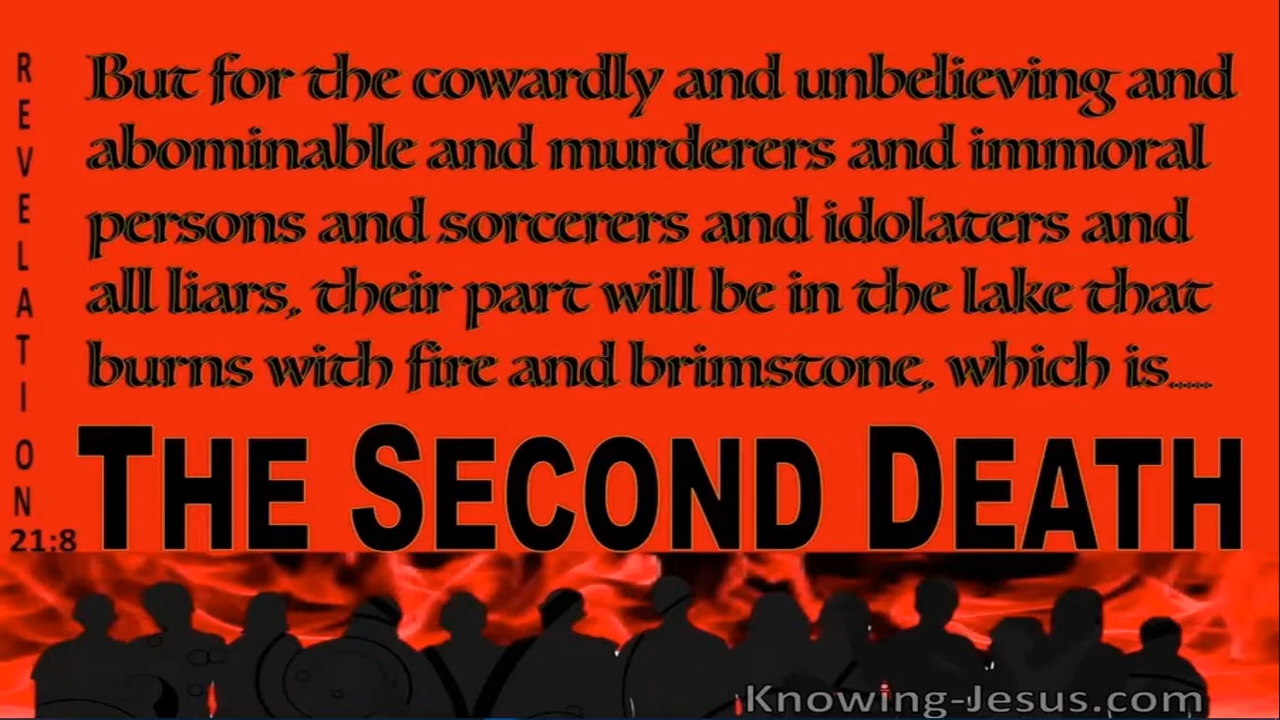 REVELATION
21:8
But for the cowardly and unbelieving and
abominable and murderers and immoral
persons and sorcerers and idolaters and
all liars, their part will be in the lake that
burns with fire and brimstone, which is......
THE SECOND DEATH
Knowing-Jesus.com